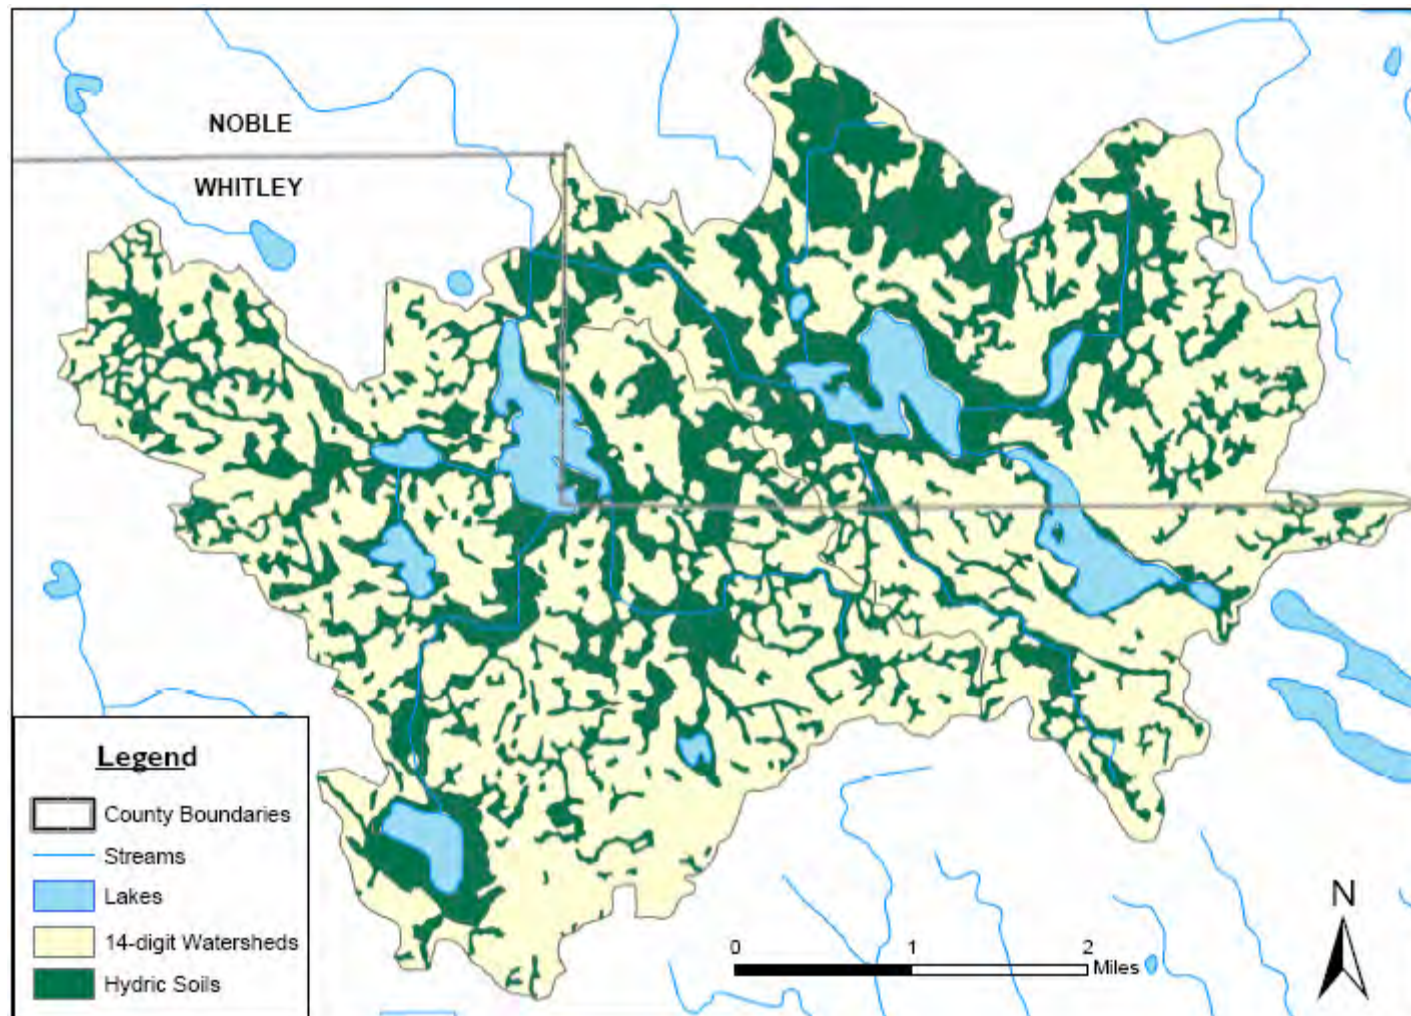 NOBLE
WHITLEY
Legend
County Boundaries
Streams
Lakes
14-digit Watersheds
Hydric Soils
0 1 2
Miles
N